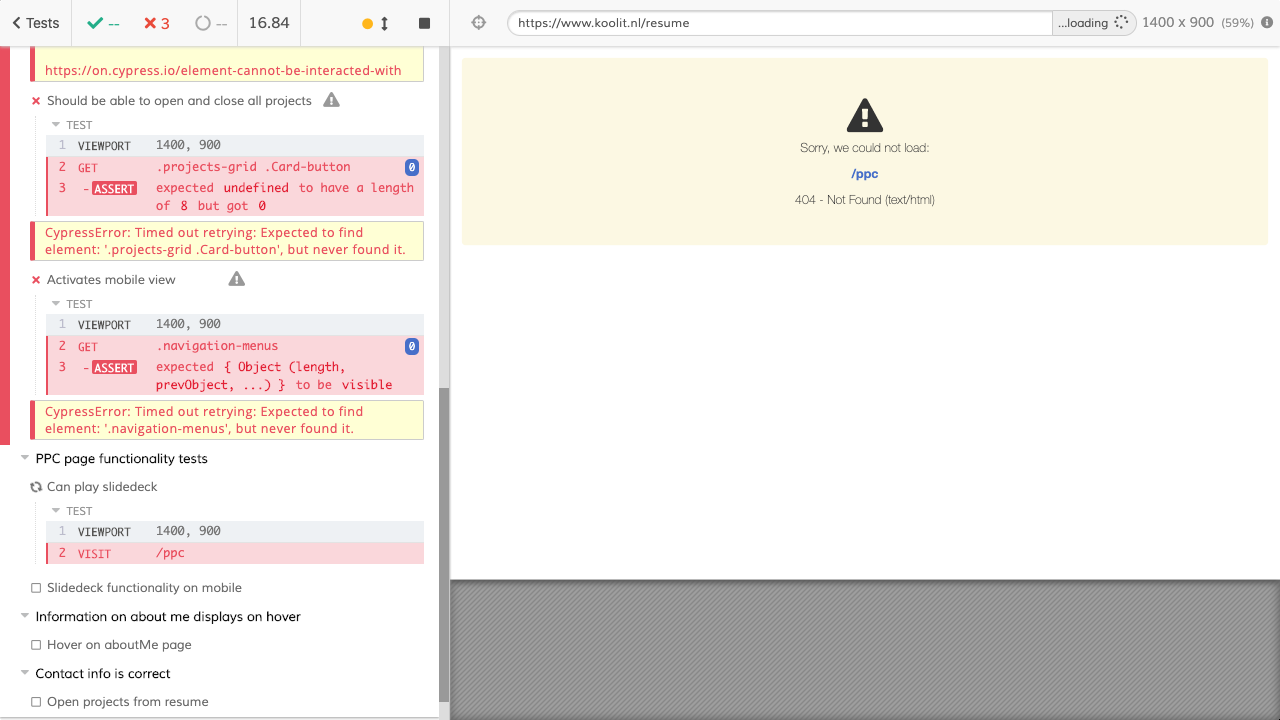 Tests
--
3
--
16.84
https://www.koolit.nl/resume
...loading
1400 x 900 (59%)
https://on.cypress.io/element-cannot-be-interacted-with
Should be able to open and close all projects
TEST
1 VIEWPORT 1400, 900
2 GET .projects-grid .Card-button 0
3 -ASSERT expected undefined to have a length
of 8 but got 0
CypressError: Timed out retrying: Expected to find
element: '.projects-grid .Card-button', but never found it.
Activates mobile view
TEST
1 VIEWPORT 1400, 900
2 GET .navigation-menus 0
3 -ASSERT expected { Object (length,
prevObject, ...) } to be visible
CypressError: Timed out retrying: Expected to find
element: '.navigation-menus', but never found it.
PPC page functionality tests
Can play slidedeck
TEST
1 VIEWPORT 1400, 900
2 VISIT /ppc
Slidedeck functionality on mobile
Information on about me displays on hover
Hover on aboutMe page
Contact info is correct
Open projects from resume
Sorry, we could not load:
/ppc
404 - Not Found (text/html)